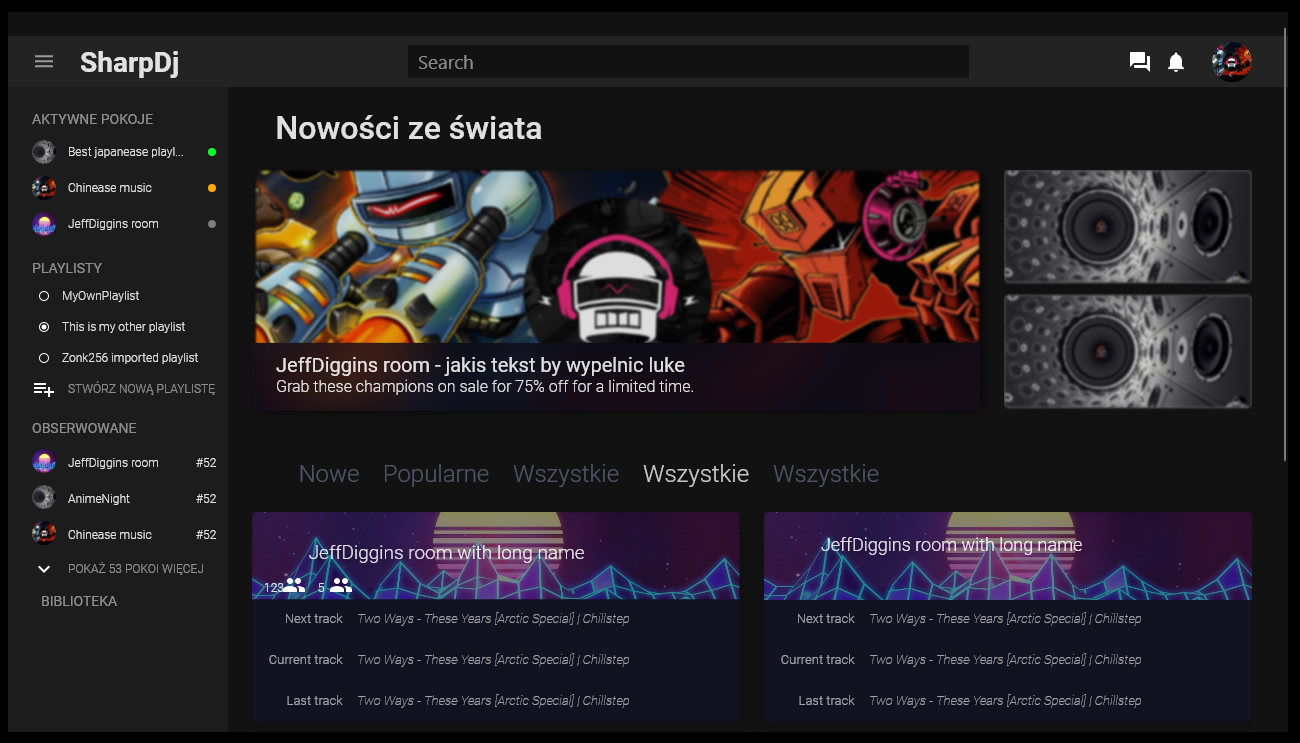 SharpDj
Search
AKTYWNE POKOJE
Best japanease playl...
Chinease music
JeffDiggins room
PLAYLISTY
MyOwnPlaylist
This is my other playlist
Zonk256 imported playlist
STWÓRZ NOWĄ PLAYLISTĘ
OBSERWOWANE
JeffDiggins room #52
AnimeNight #52
Chinease music #52
POKAŻ 53 POKOI WIĘCEJ
BIBLIOTEKA
Nowości ze świata
JeffDiggins room - jakis tekst by wypelnic luke
Grab these champions on sale for 75% off for a limited time.
Nowe Popularne Wszystkie Wszystkie Wszystkie
JeffDiggins room with long name
123 5
Next track Two Ways - These Years [Arctic Special] | Chillstep
Current track Two Ways - These Years [Arctic Special] | Chillstep
Last track Two Ways - These Years [Arctic Special] | Chillstep
JeffDiggins room with long name
Next track Two Ways - These Years [Arctic Special] | Chillstep
Current track Two Ways - These Years [Arctic Special] | Chillstep
Last track Two Ways - These Years [Arctic Special] | Chillstep